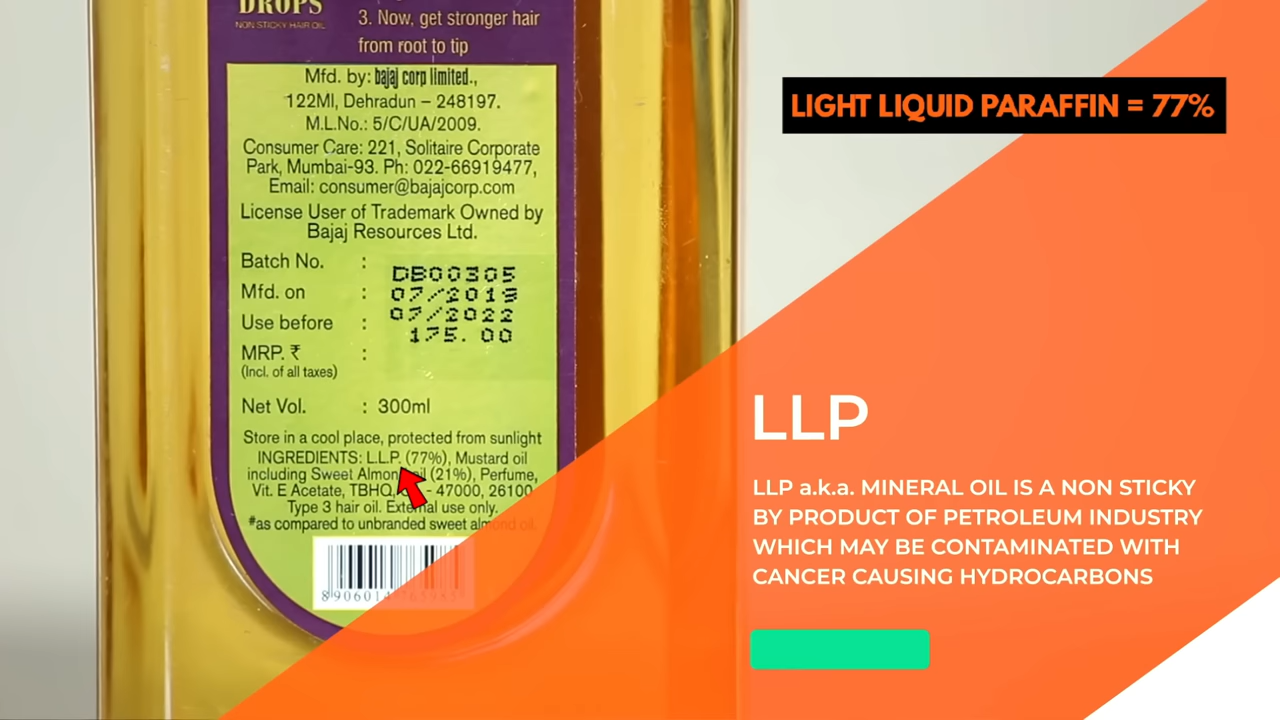 DROPS
NON STICKY HAIR OIL
3. Now, get stronger hair
from root to tip
Mfd. by: bajaj corp limited.,
122MI, Dehradun – 248197.
M.L.No.: 5/C/UA/2009.
Consumer Care: 221, Solitaire Corporate
Park, Mumbai-93. Ph: 022-66919477,
Email: consumer@bajajcorp.com
License User of Trademark Owned by
Bajaj Resources Ltd.
Batch No. : DB00305
Mfd. on : 07/2019
Use before : 07/2022
MRP. ₹ : 175.00
(Incl. of all taxes)
Net Vol. : 300ml
Store in a cool place, protected from sunlight
INGREDIENTS: L.L.P. (77%), Mustard oil
including Sweet Almond oil (21%), Perfume,
Vit. E Acetate, TBHQ, - 47000, 26100
Type 3 hair oil. External use only.
#as compared to unbranded sweet almond oil.
LIGHT LIQUID PARAFFIN = 77%
LLP
LLP a.k.a. MINERAL OIL IS A NON STICKY
BY PRODUCT OF PETROLEUM INDUSTRY
WHICH MAY BE CONTAMINATED WITH
CANCER CAUSING HYDROCARBONS